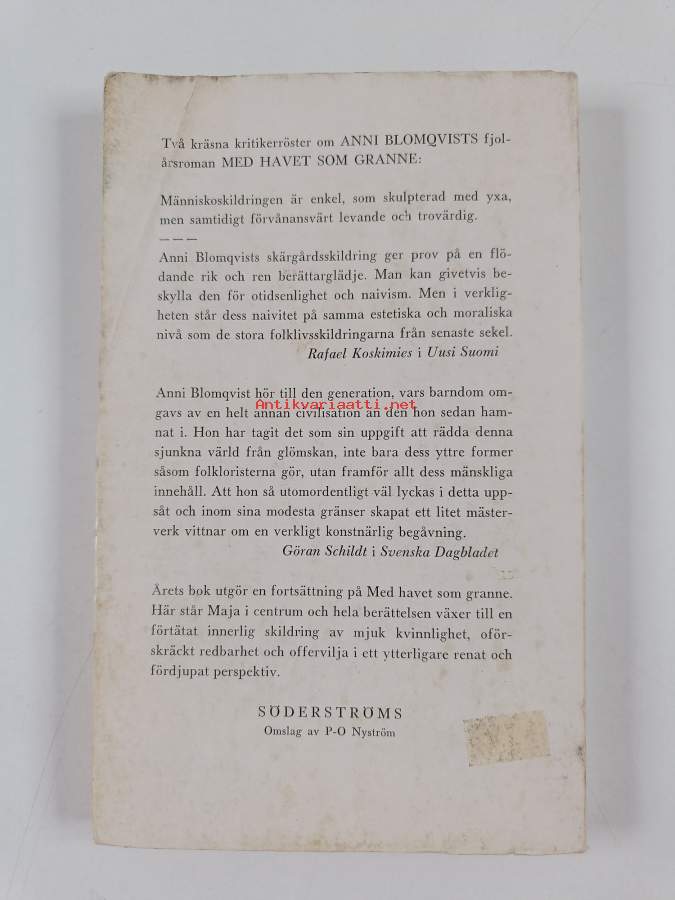 Två kräsna kritikerröster om ANNI BLOMQVISTS fjol-
årsroman MED HAVET SOM GRANNE:
Människoskildringen är enkel, som skulpterad med yxa,
men samtidigt förvånansvärt levande och trovärdig.
— — —
Anni Blomqvists skärgårdsskildring ger prov på en flö-
dande rik och ren berättarglädje. Man kan givetvis be-
skylla den för otidsenlighet och naivism. Men i verklig-
heten står dess naivitet på samma estetiska och moraliska
nivå som de stora folklivsskildringarna från senaste sekel.
Rafael Koskimies i Uusi Suomi
Anni Blomqvist hör till den generation, vars barndom om-
gavs av en helt annan civilisation än den hon sedan ham-
Antikvariaatti.net
nat i. Hon har tagit det som sin uppgift att rädda denna
sjunkna värld från glömskan, inte bara dess yttre former
såsom folkloristerna gör, utan framför allt dess mänskliga
innehåll. Att hon så utomordentligt väl lyckas i detta upp-
såt och inom sina modesta gränser skapat ett litet mäster-
verk vittnar om en verkligt konstnärlig begåvning.
Göran Schildt i Svenska Dagbladet
Årets bok utgör en fortsättning på Med havet som granne.
Här står Maja i centrum och hela berättelsen växer till en
förtätat innerlig skildring av mjuk kvinnlighet, oför-
skräckt redbarhet och offervilja i ett ytterligare renat och
fördjupat perspektiv.
SÖDERSTRÖMS
Omslag av P-O Nyström